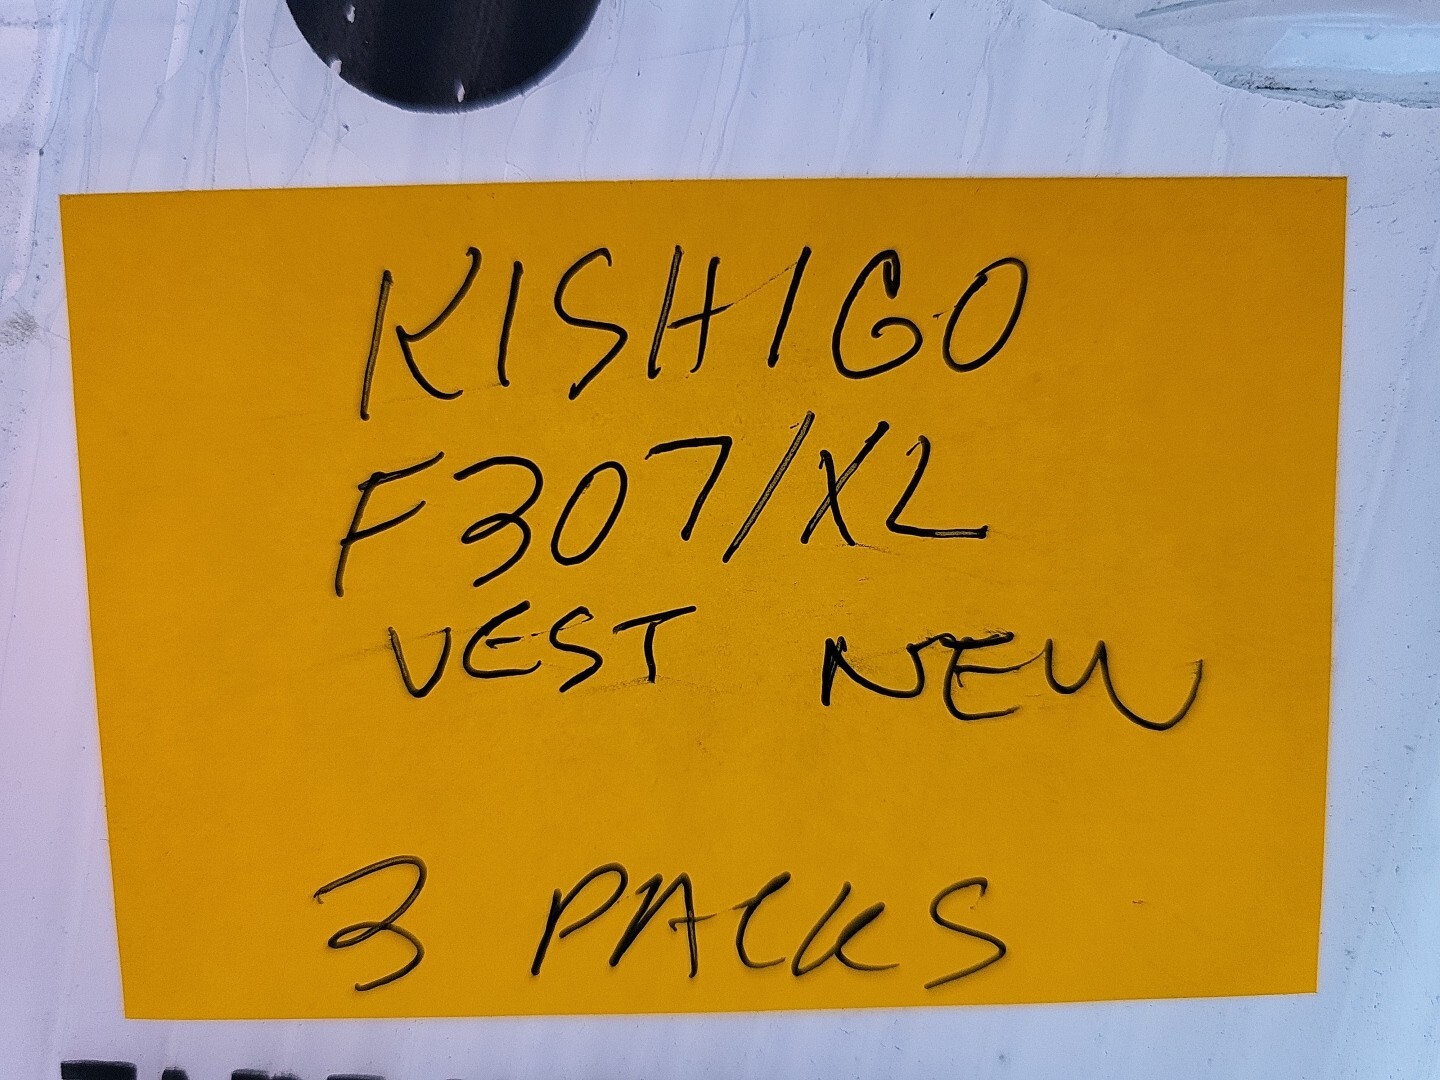 KISHIGO
F307/XL
VEST NEW
3 PACKS